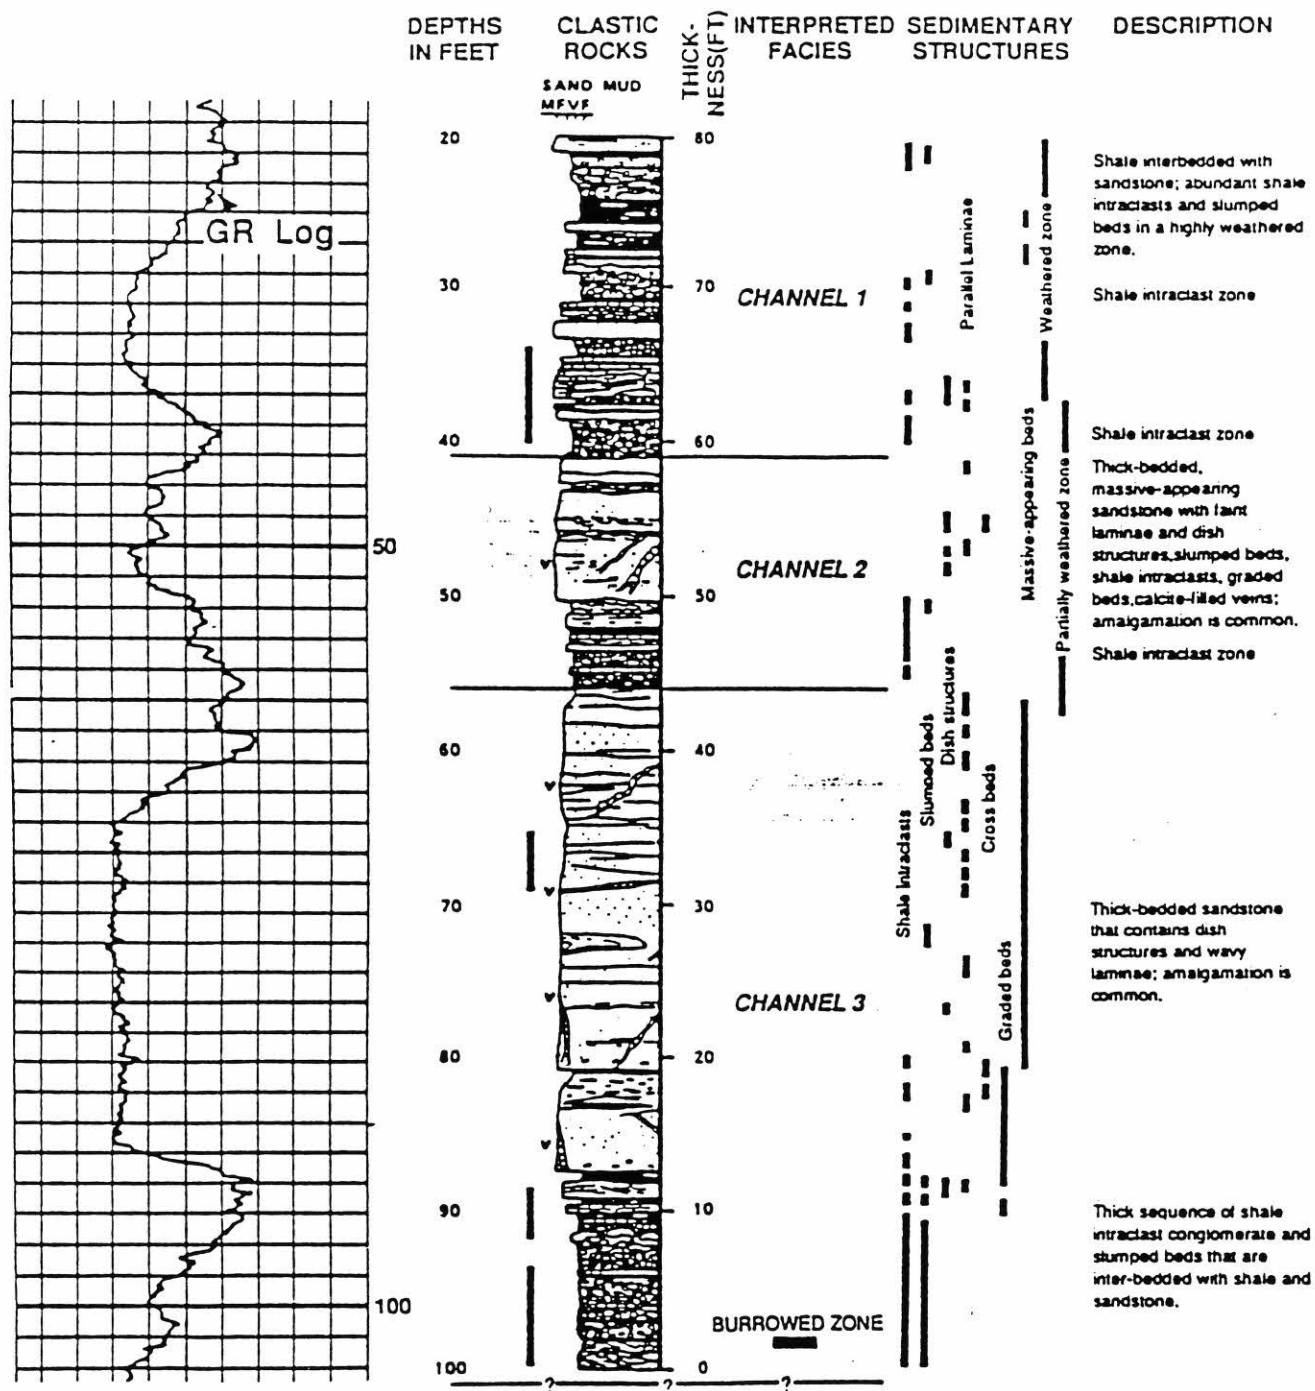 DEPTHS
IN FEET
CLASTIC
ROCKS
SAND MUD
MFVF
THICK-
NESS(FT)
INTERPRETED
FACIES
SEDIMENTARY
STRUCTURES
DESCRIPTION
GR Log
50
100
20
30
40
50
60
70
80
90
100
80
70
60
50
40
30
20
10
0
CHANNEL 1
CHANNEL 2
CHANNEL 3
BURROWED ZONE
? ? ?
Shale intraclasts
Slumped beds
Dish structures
Parallel Laminae
Cross beds
Graded beds
Massive-appearing beds
Weathered zone
Partially weathered zone
Shale interbedded with
sandstone; abundant shale
intraclasts and slumped
beds in a highly weathered
zone.
Shale intraclast zone
Shale intraclast zone
Thick-bedded,
massive-appearing
sandstone with faint
laminae and dish
structures,slumped beds,
shale intraclasts, graded
beds,calcite-filled veins;
amalgamation is common.
Shale intraclast zone
Thick-bedded sandstone
that contains dish
structures and wavy
laminae; amalgamation is
common.
Thick sequence of shale
intraclast conglomerate and
slumped beds that are
inter-bedded with shale and
sandstone.